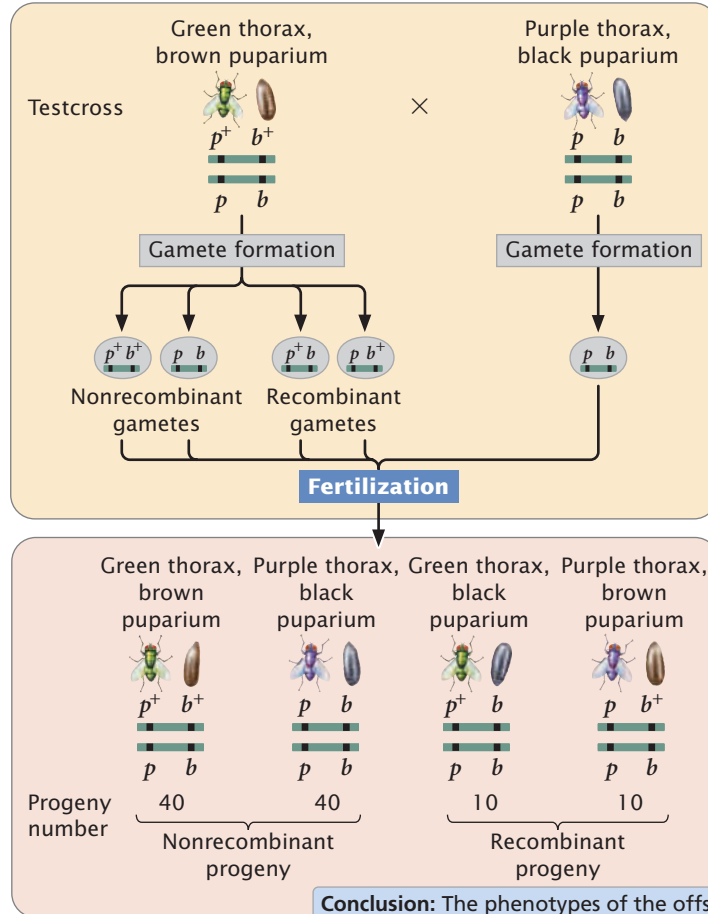 Green thorax,
brown puparium
Purple thorax,
black puparium
Testcross
×
p+ b+
p b
p b
p b
Gamete formation
Gamete formation
p+ b+
p b
p+ b
p b+
p b
Nonrecombinant
gametes
Recombinant
gametes
Fertilization
Green thorax,
brown
puparium
Purple thorax,
black
puparium
Green thorax,
black
puparium
Purple thorax,
brown
puparium
p+ b+
p b
p+ b
p b+
p b
p b
p b
p b
Progeny
number
40
40
10
10
Nonrecombinant
progeny
Recombinant
progeny
Conclusion: The phenotypes of the offs